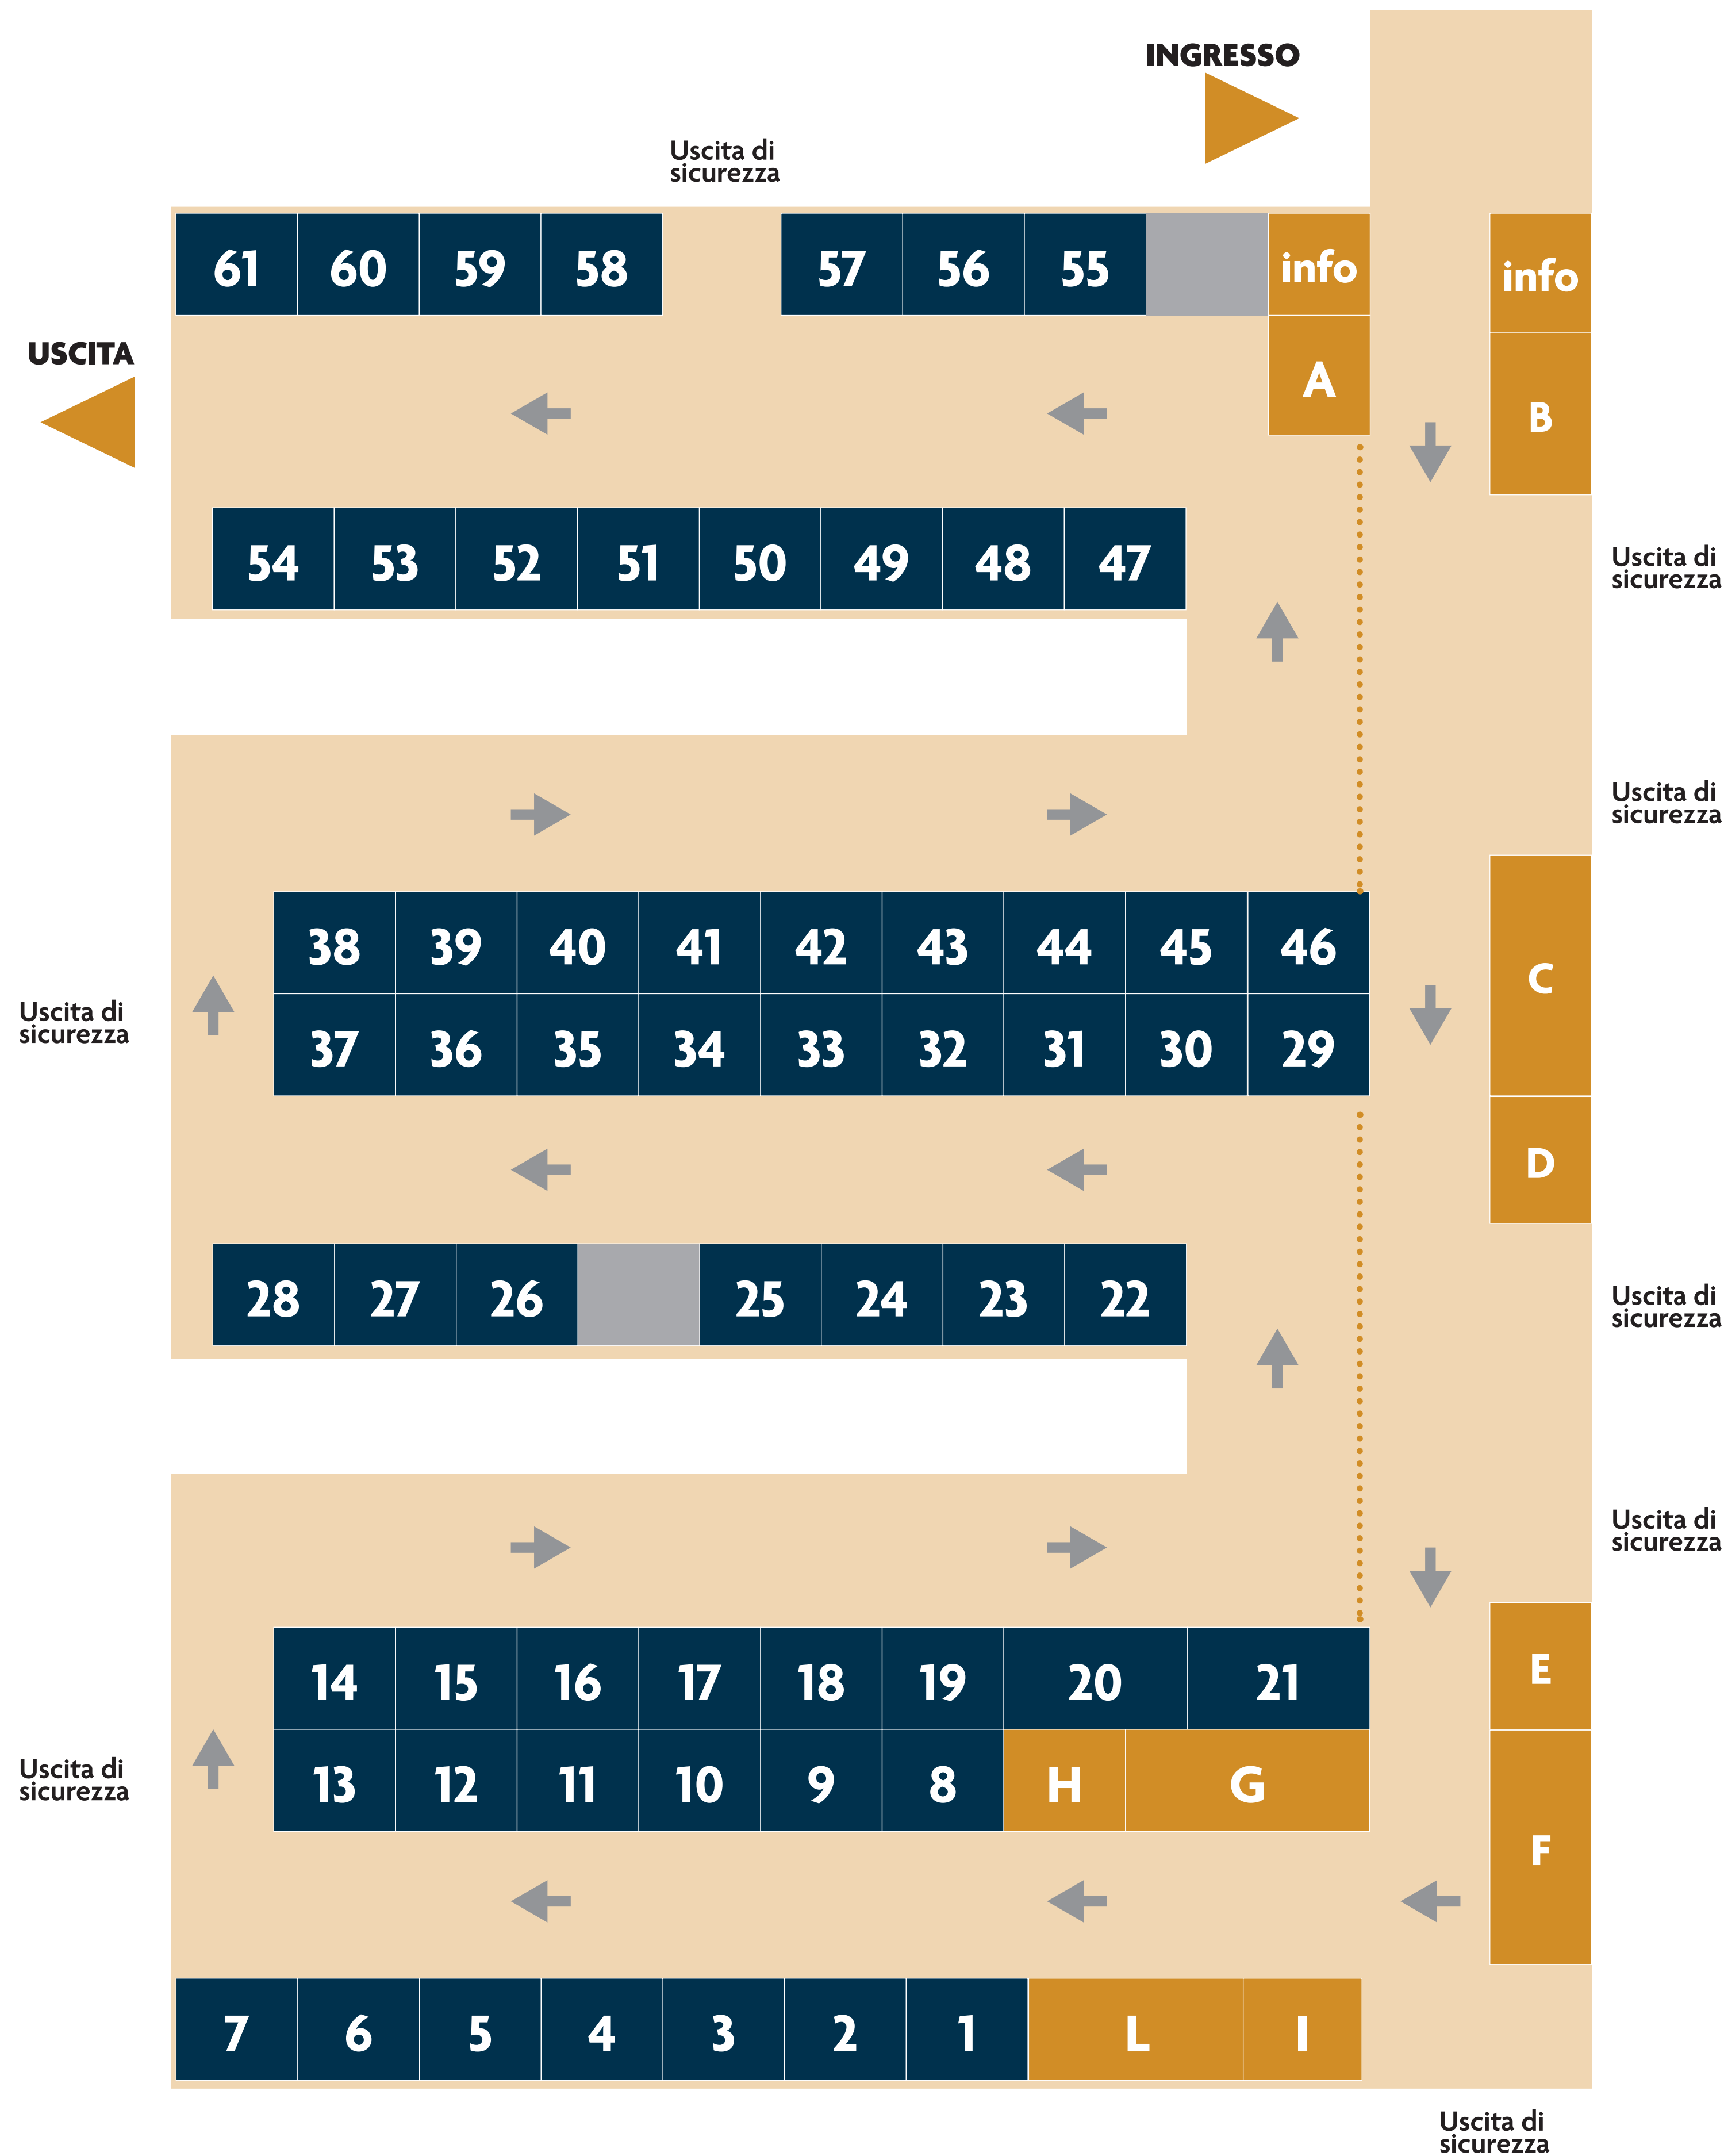 INGRESSO
Uscita di
sicurezza
61 60 59 58 57 56 55 info info
USCITA
A B
54 53 52 51 50 49 48 47
Uscita di
sicurezza
Uscita di
sicurezza
38 39 40 41 42 43 44 45 46
C
Uscita di
sicurezza
37 36 35 34 33 32 31 30 29
D
28 27 26 25 24 23 22
Uscita di
sicurezza
Uscita di
sicurezza
14 15 16 17 18 19 20 21
E
Uscita di
sicurezza
13 12 11 10 9 8 H G
F
7 6 5 4 3 2 1 L I
Uscita di
sicurezza